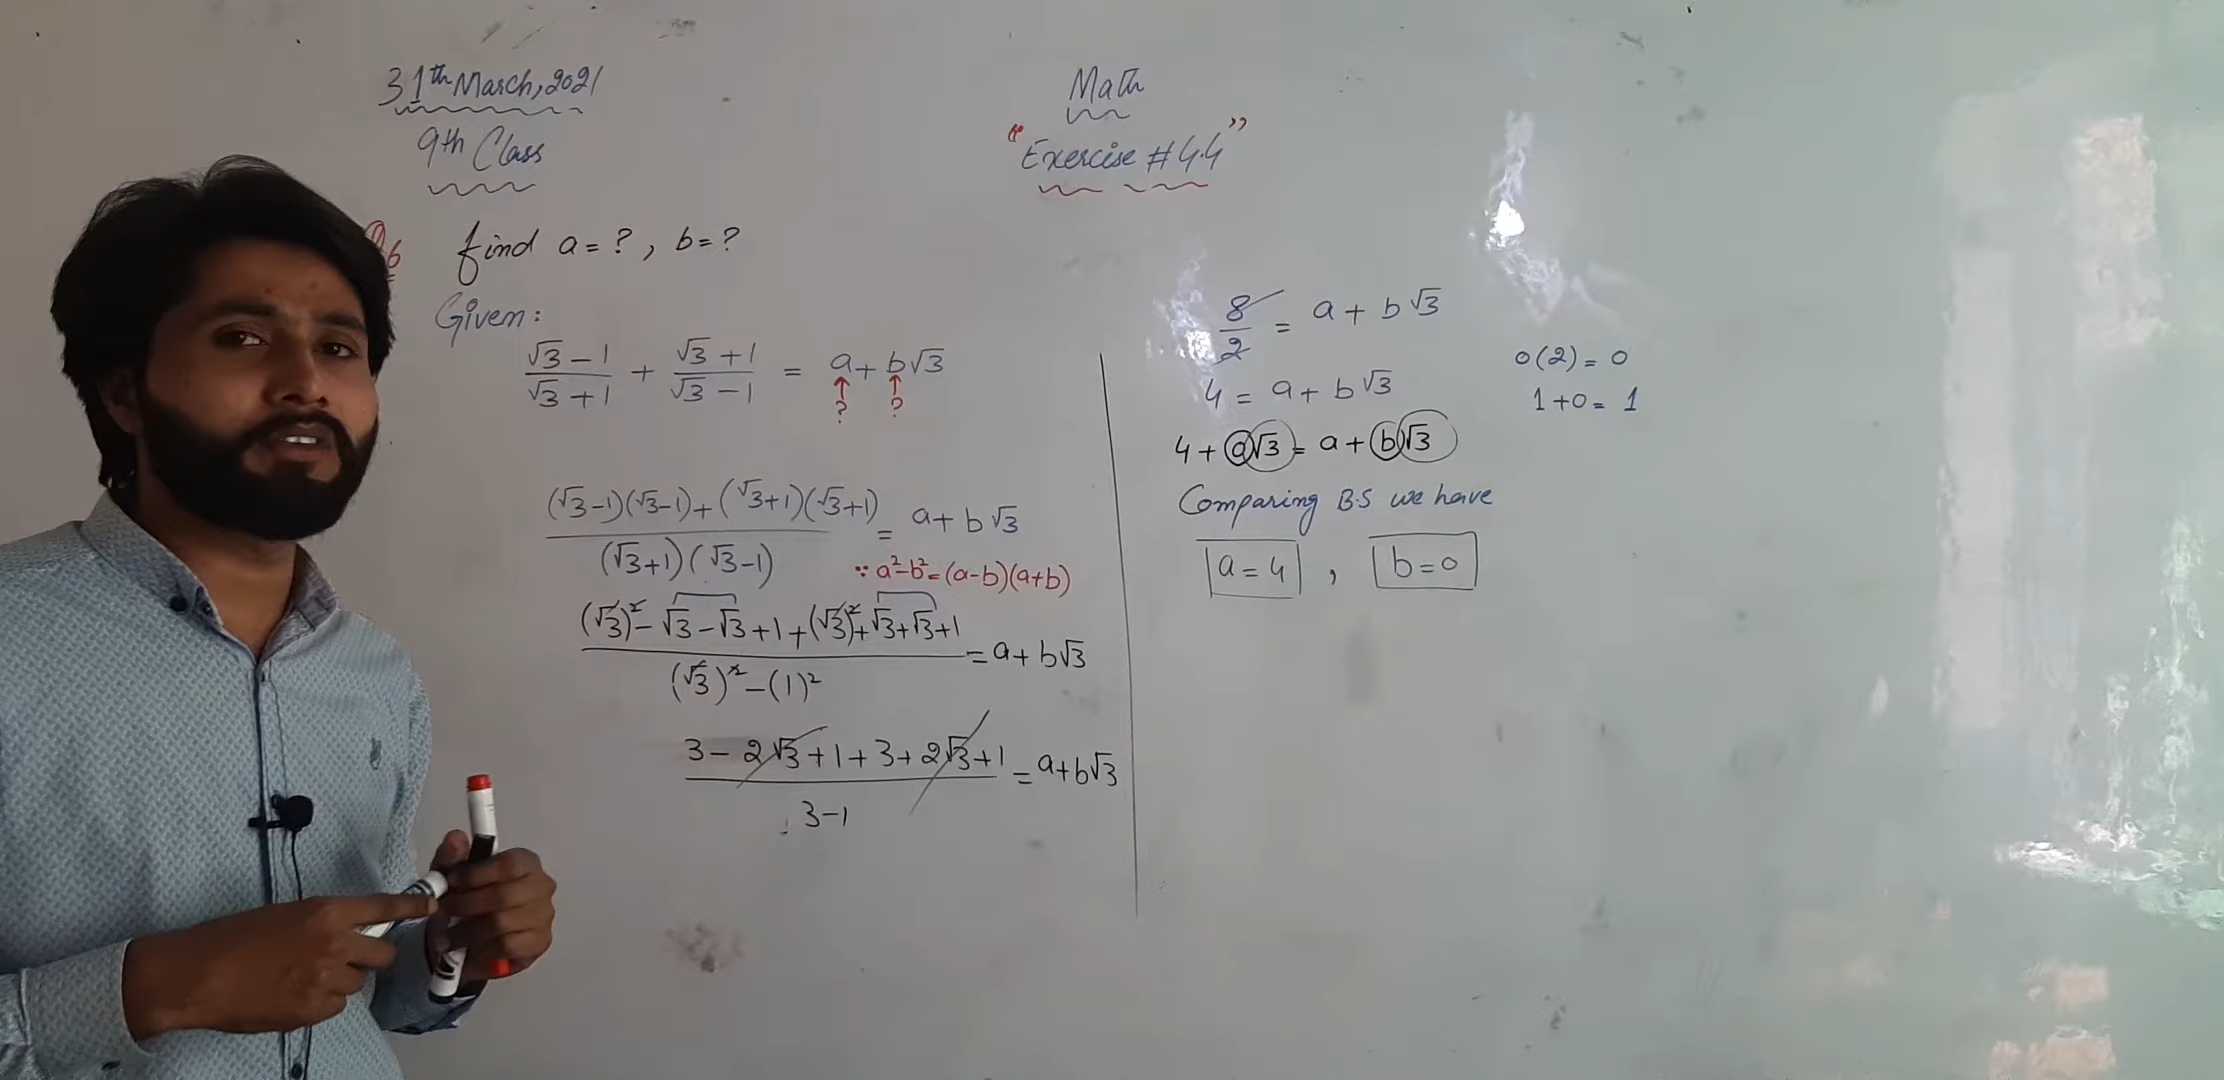 31th March, 2021
9th Class
Math
"Exercise # 4.4"
Q6 find a = ? , b = ?
Given:
(√3 - 1)/(√3 + 1) + (√3 + 1)/(√3 - 1) = a + b√3
↑ ↑
? ?
((√3-1)(√3-1) + (√3+1)(√3+1))/((√3+1)(√3-1)) = a + b√3
∵ a²-b² = (a-b)(a+b)
((√3)² - √3 - √3 + 1 + (√3)² + √3 + √3 + 1)/((√3)² - (1)²) = a + b√3
(3 - 2√3 + 1 + 3 + 2√3 + 1)/(3-1) = a + b√3
8/2 = a + b√3
4 = a + b√3
4 + 0√3 = a + b√3
Comparing B.S we have
a = 4 , b = 0
0(2) = 0
1+0 = 1